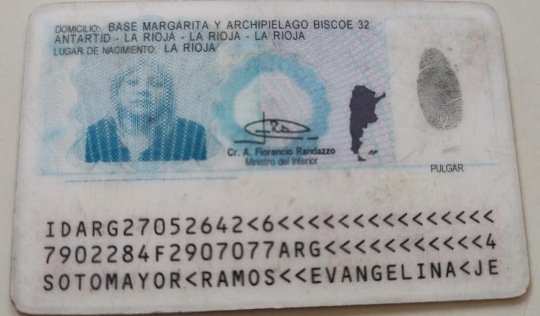 DOMICILIO: BASE MARGARITA Y ARCHIPIELAGO BISCOE 32
ANTARTID - LA RIOJA - LA RIOJA - LA RIOJA
LUGAR DE NACIMIENTO: LA RIOJA
Cr. A. Florencio Randazzo
Ministro del Interior
PULGAR
IDARG27052642<6<<<<<<<<<<<<<<<
7902284F2907077ARG<<<<<<<<<<<4
SOTOMAYOR<RAMOS<<EVANGELINA<JE